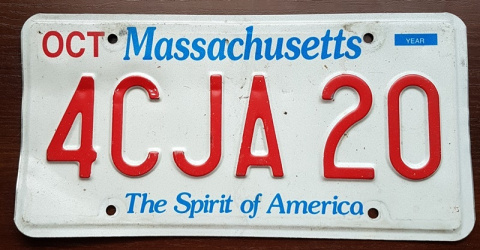 OCT Massachusetts YEAR
4CJA 20
The Spirit of America